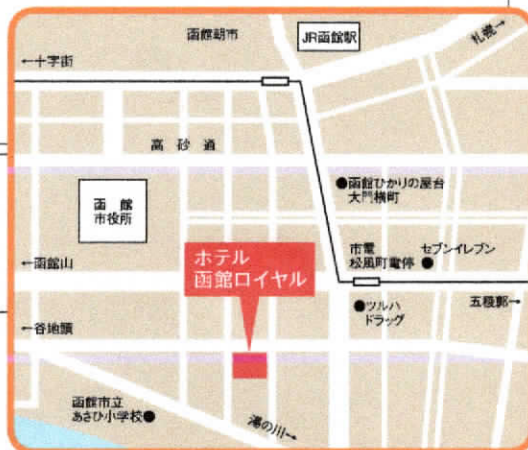 函館朝市
JR函館駅
札幌→
←十字街
高砂通
●函館ひかりの屋台
大門横町
函館
市役所
市電
松風町電停
セブンイレブン
●
←函館山
ホテル
函館ロイヤル
●ツルハ
ドラッグ
五稜郭→
←谷地頭
函館市立
あさひ小学校●
湯の川→